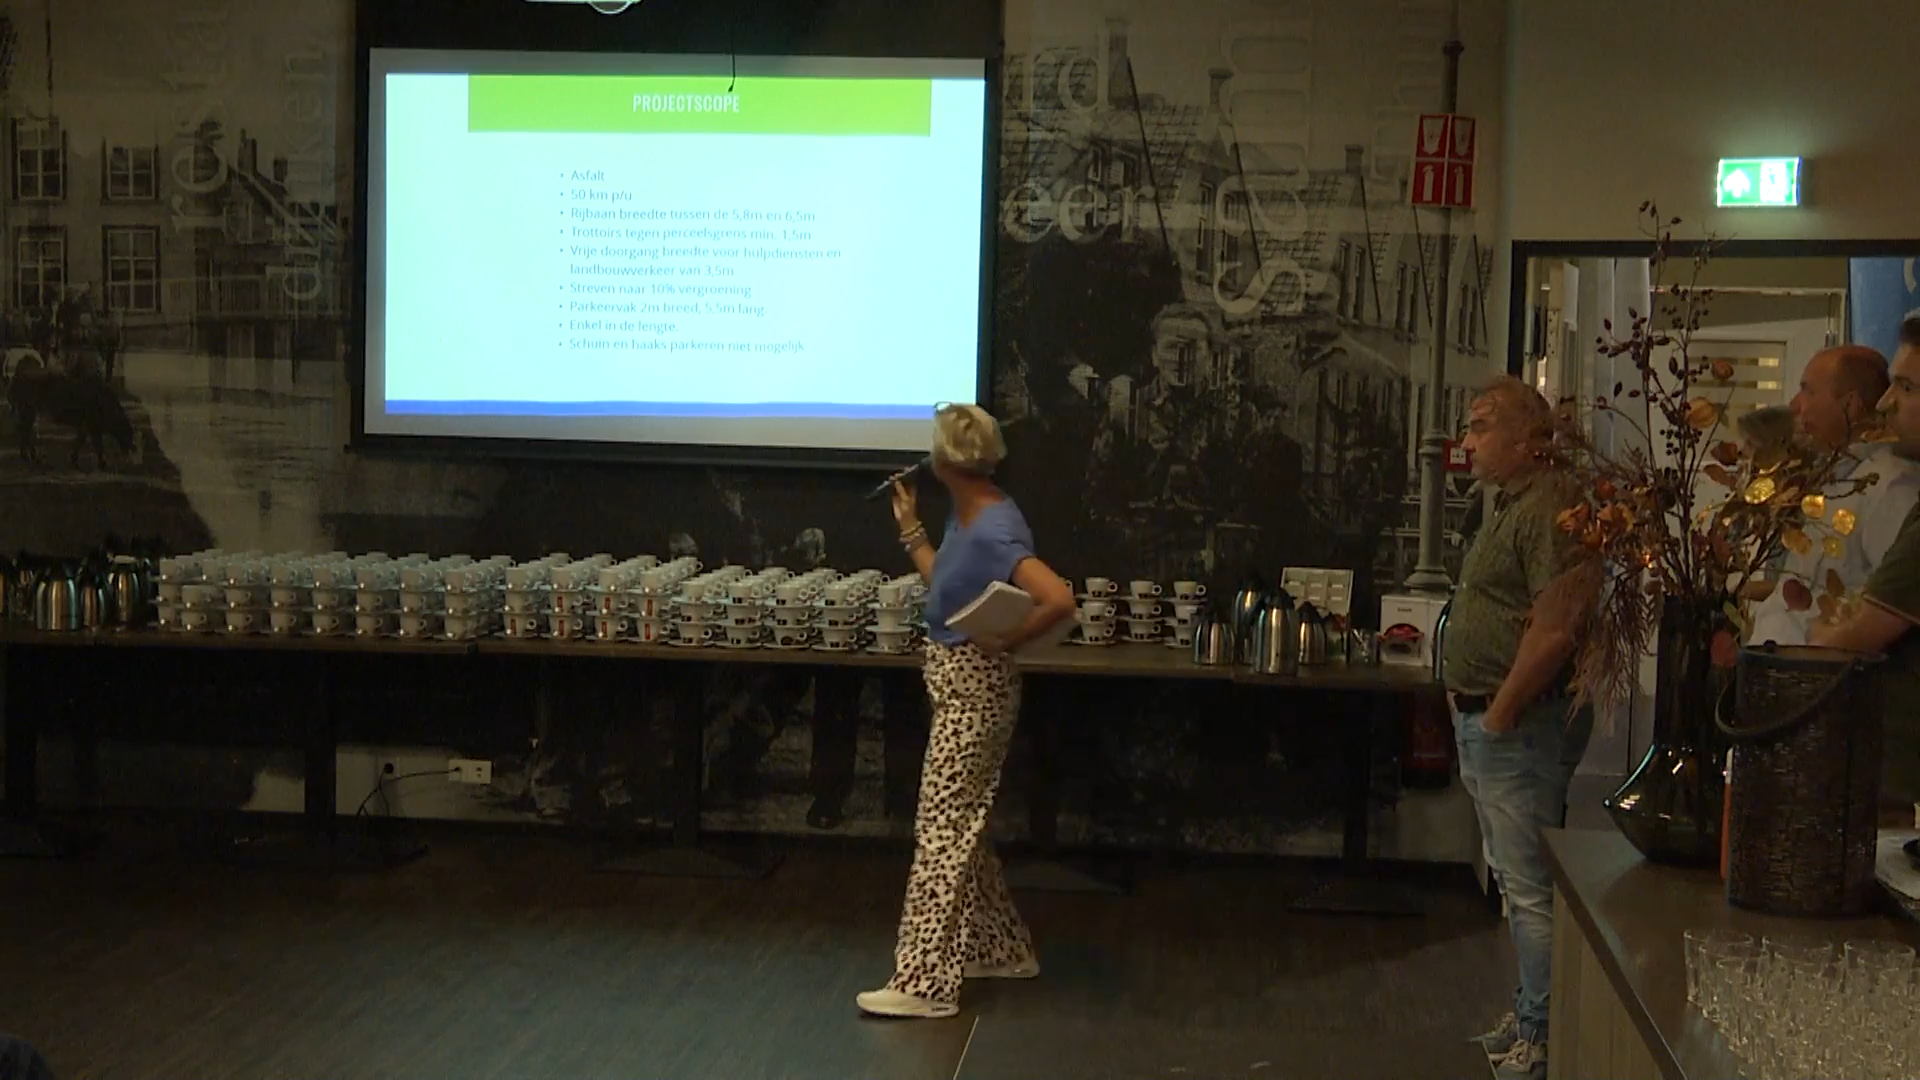 PROJECTSCOPE
• Asfalt
• 50 km p/u
• Rijbaan breedte tussen de 5,8m en 6,5m
• Trottoirs tegen perceelsgrens min. 1,5m
• Vrije doorgang breedte voor hulpdiensten en
landbouwverkeer van 3,5m
• Streven naar 10% vergroening
• Parkeervak 2m breed, 5,5m lang.
• Enkel in de lengte.
• Schuin en haaks parkeren niet mogelijk